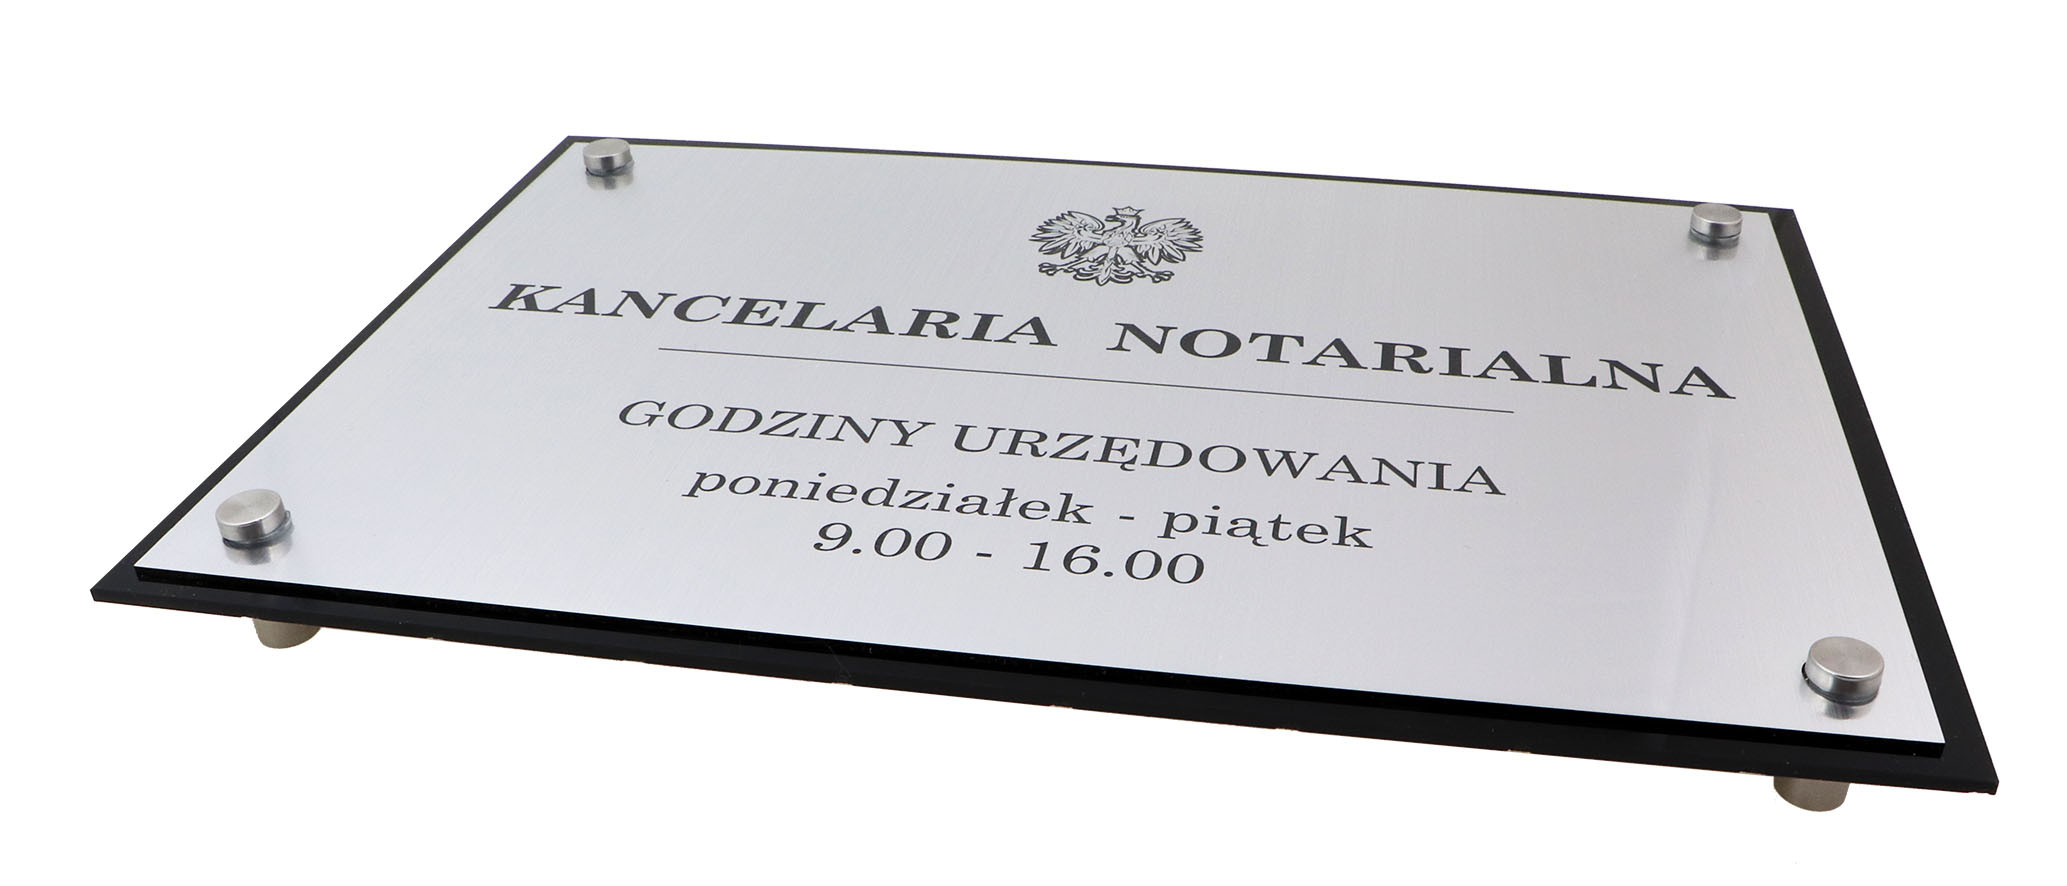 KANCELARIA NOTARIALNA
GODZINY URZĘDOWANIA
poniedziałek - piątek
9.00 - 16.00